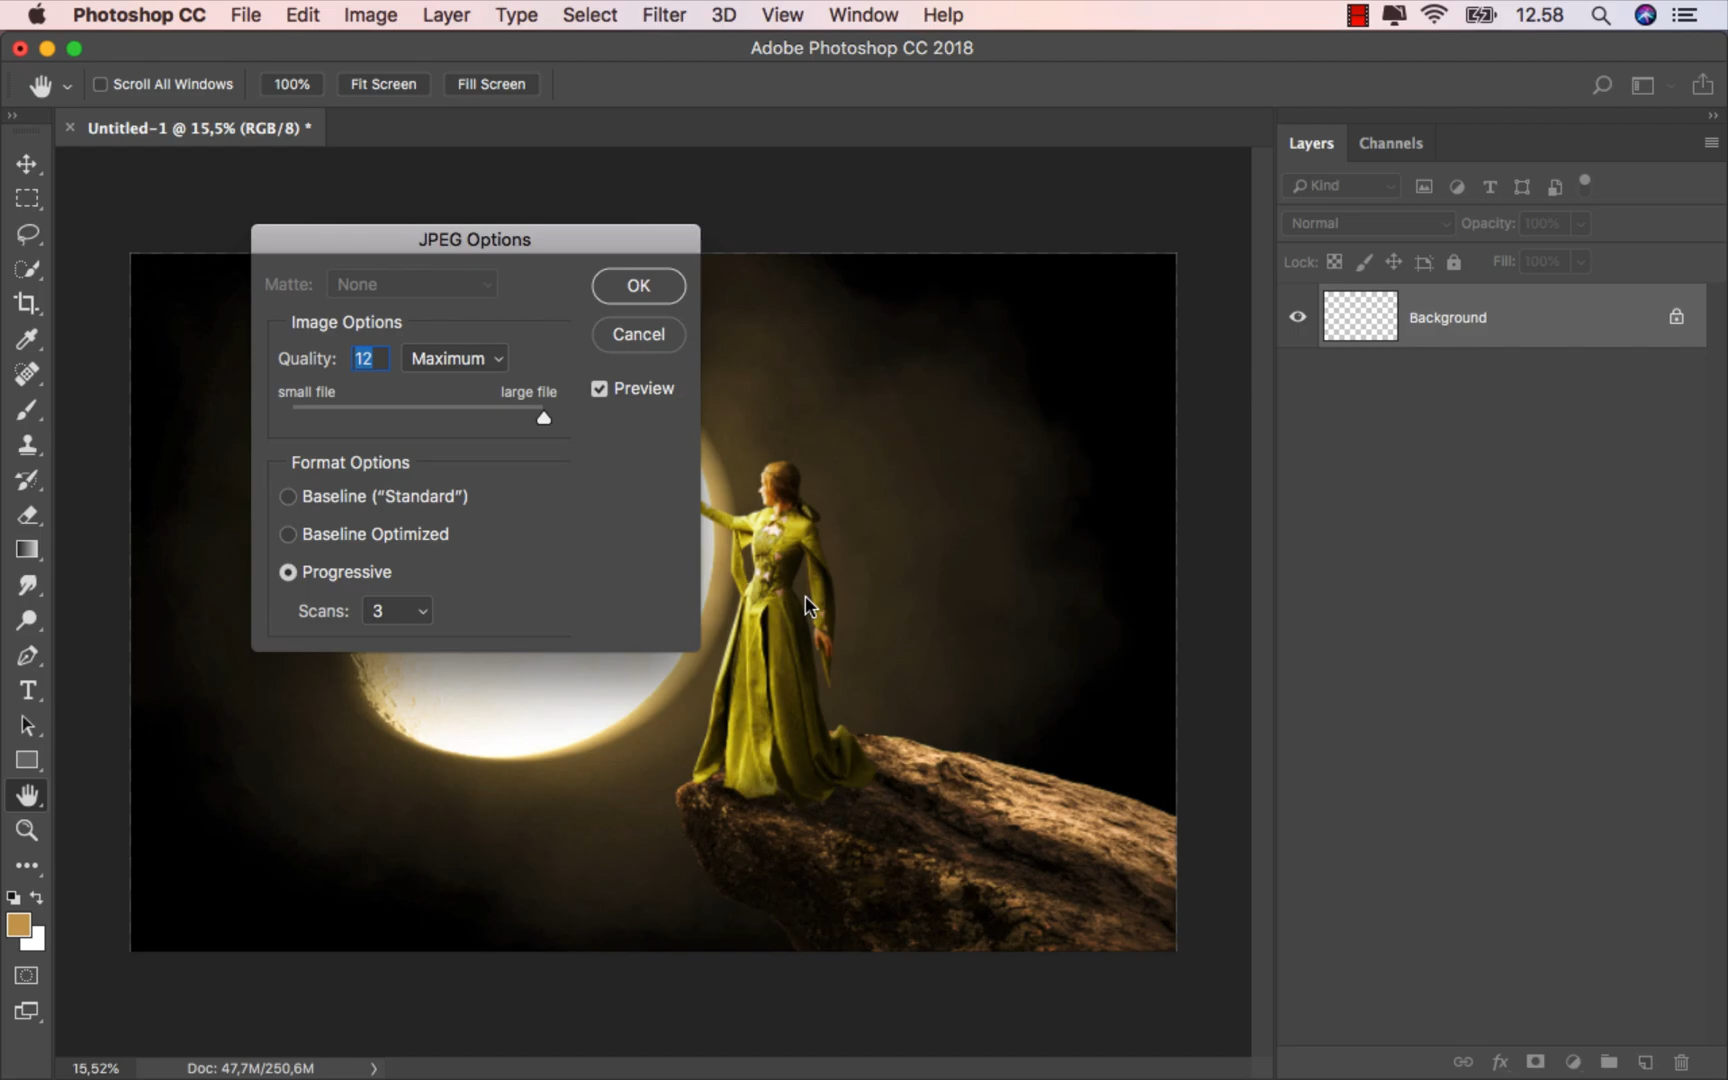 Photoshop CC File Edit Image Layer Type Select Filter 3D View Window Help 12.58
Adobe Photoshop CC 2018
Scroll All Windows 100% Fit Screen Fill Screen
Untitled-1 @ 15,5% (RGB/8) *
Layers Channels
Kind
Normal Opacity: 100%
Lock: Fill: 100%
Background
JPEG Options
Matte: None
OK
Image Options
Cancel
Quality: 12 Maximum
Preview
small file large file
Format Options
Baseline (“Standard”)
Baseline Optimized
Progressive
Scans: 3
15,52% Doc: 47,7M/250,6M